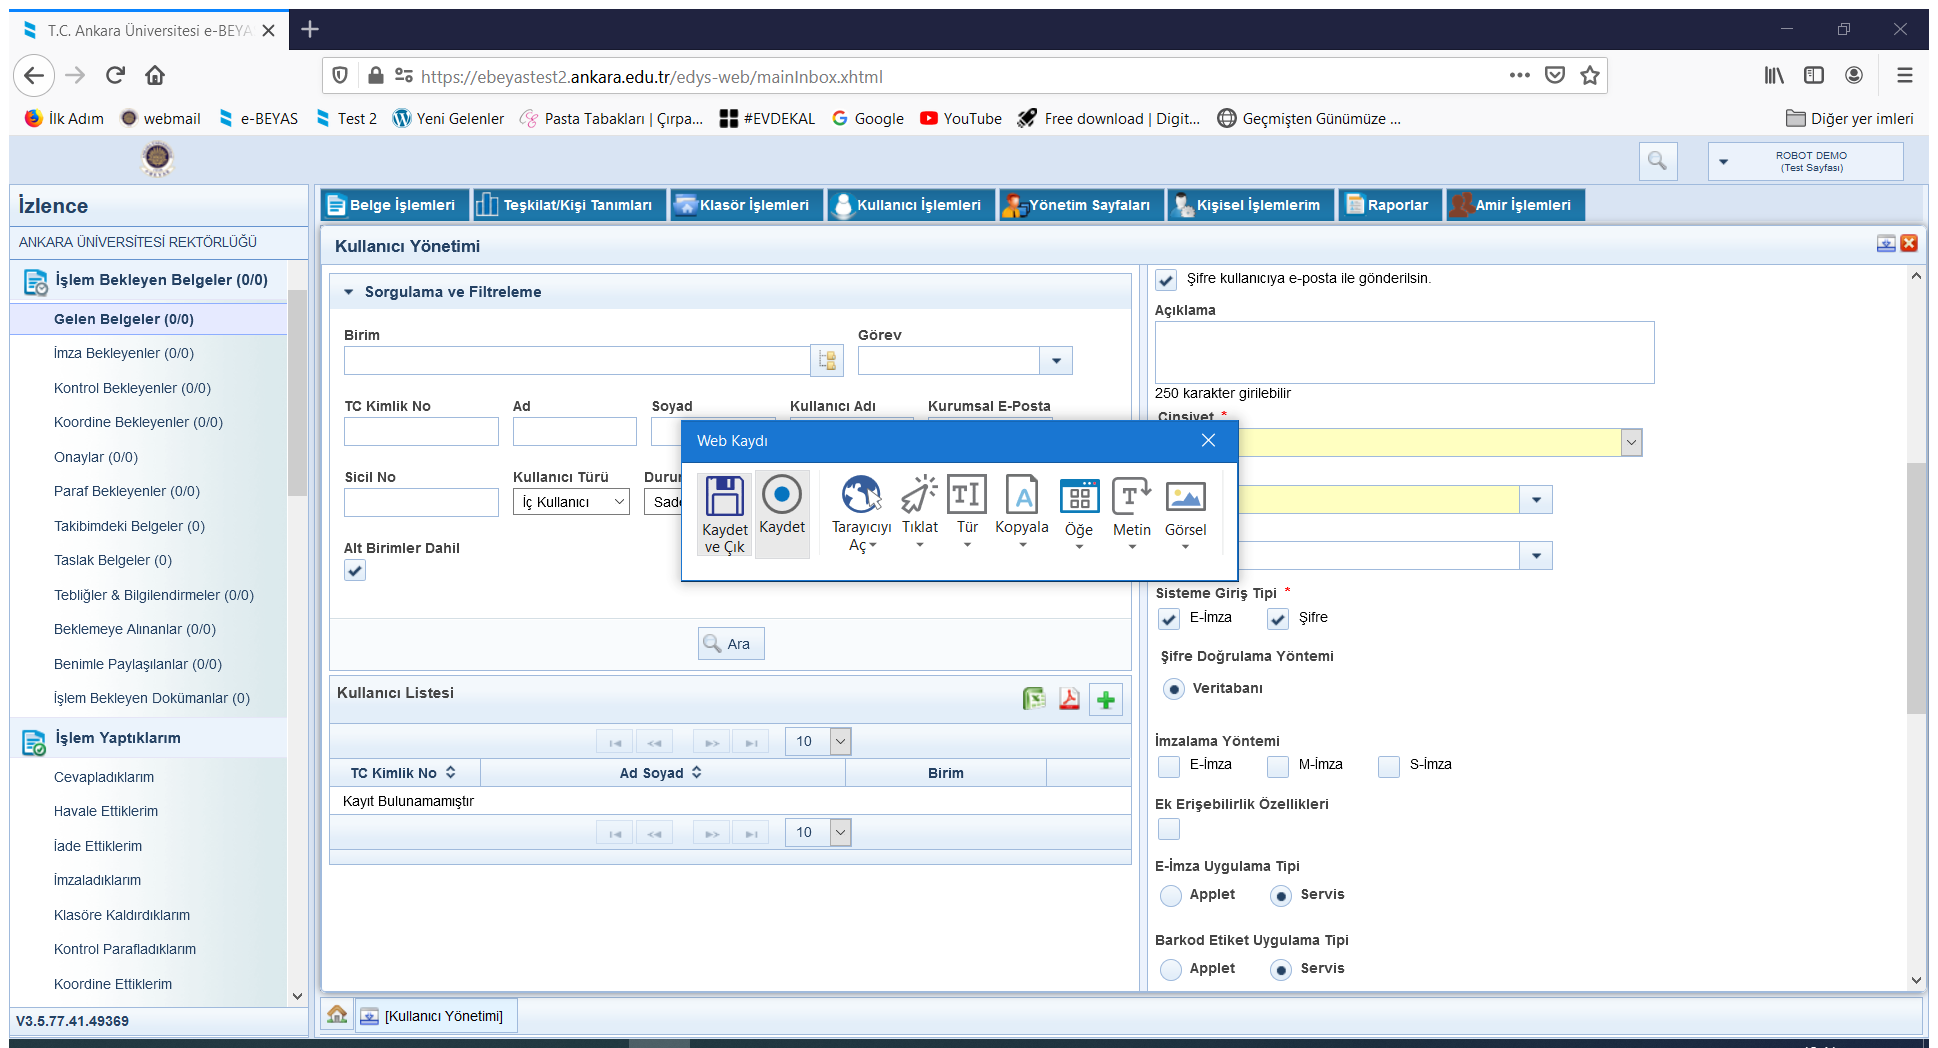 T.C. Ankara Üniversitesi e-BEYA
https://ebeyastest2.ankara.edu.tr/edys-web/mainInbox.xhtml
İlk Adım webmail e-BEYAS Test 2 Yeni Gelenler Pasta Tabakları | Çırpa... #EVDEKAL Google YouTube Free download | Digit... Geçmişten Günümüze ... Diğer yer imleri
ROBOT DEMO
(Test Sayfası)
İzlence
ANKARA ÜNİVERSİTESİ REKTÖRLÜĞÜ
İşlem Bekleyen Belgeler (0/0)
Gelen Belgeler (0/0)
İmza Bekleyenler (0/0)
Kontrol Bekleyenler (0/0)
Koordine Bekleyenler (0/0)
Onaylar (0/0)
Paraf Bekleyenler (0/0)
Takibimdeki Belgeler (0)
Taslak Belgeler (0)
Tebliğler & Bilgilendirmeler (0/0)
Beklemeye Alınanlar (0/0)
Benimle Paylaşılanlar (0/0)
İşlem Bekleyen Dokümanlar (0)
İşlem Yaptıklarım
Cevapladıklarım
Havale Ettiklerim
İade Ettiklerim
İmzaladıklarım
Klasöre Kaldırdıklarım
Kontrol Parafladıklarım
Koordine Ettiklerim
V3.5.77.41.49369
Belge İşlemleri Teşkilat/Kişi Tanımları Klasör İşlemleri Kullanıcı İşlemleri Yönetim Sayfaları Kişisel İşlemlerim Raporlar Amir İşlemleri
Kullanıcı Yönetimi
Sorgulama ve Filtreleme
Birim Görev
TC Kimlik No Ad Soyad Kullanıcı Adı Kurumsal E-Posta
Sicil No Kullanıcı Türü Durur
İç Kullanıcı Sade
Alt Birimler Dahil
Ara
Kullanıcı Listesi
10
TC Kimlik No Ad Soyad Birim
Kayıt Bulunamamıştır
10
Web Kaydı
Kaydet ve Çık
Kaydet
Tarayıcıyı Aç
Tıklat
Tür
Kopyala
Öğe
Metin
Görsel
Şifre kullanıcıya e-posta ile gönderilsin.
Açıklama
250 karakter girilebilir
Cinsiyet *
Sisteme Giriş Tipi *
E-İmza Şifre
Şifre Doğrulama Yöntemi
Veritabanı
İmzalama Yöntemi
E-İmza M-İmza S-İmza
Ek Erişebilirlik Özellikleri
E-İmza Uygulama Tipi
Applet Servis
Barkod Etiket Uygulama Tipi
Applet Servis
[Kullanıcı Yönetimi]